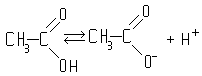 O O
CH3-C ⇌ CH3-C + H+
OH O-